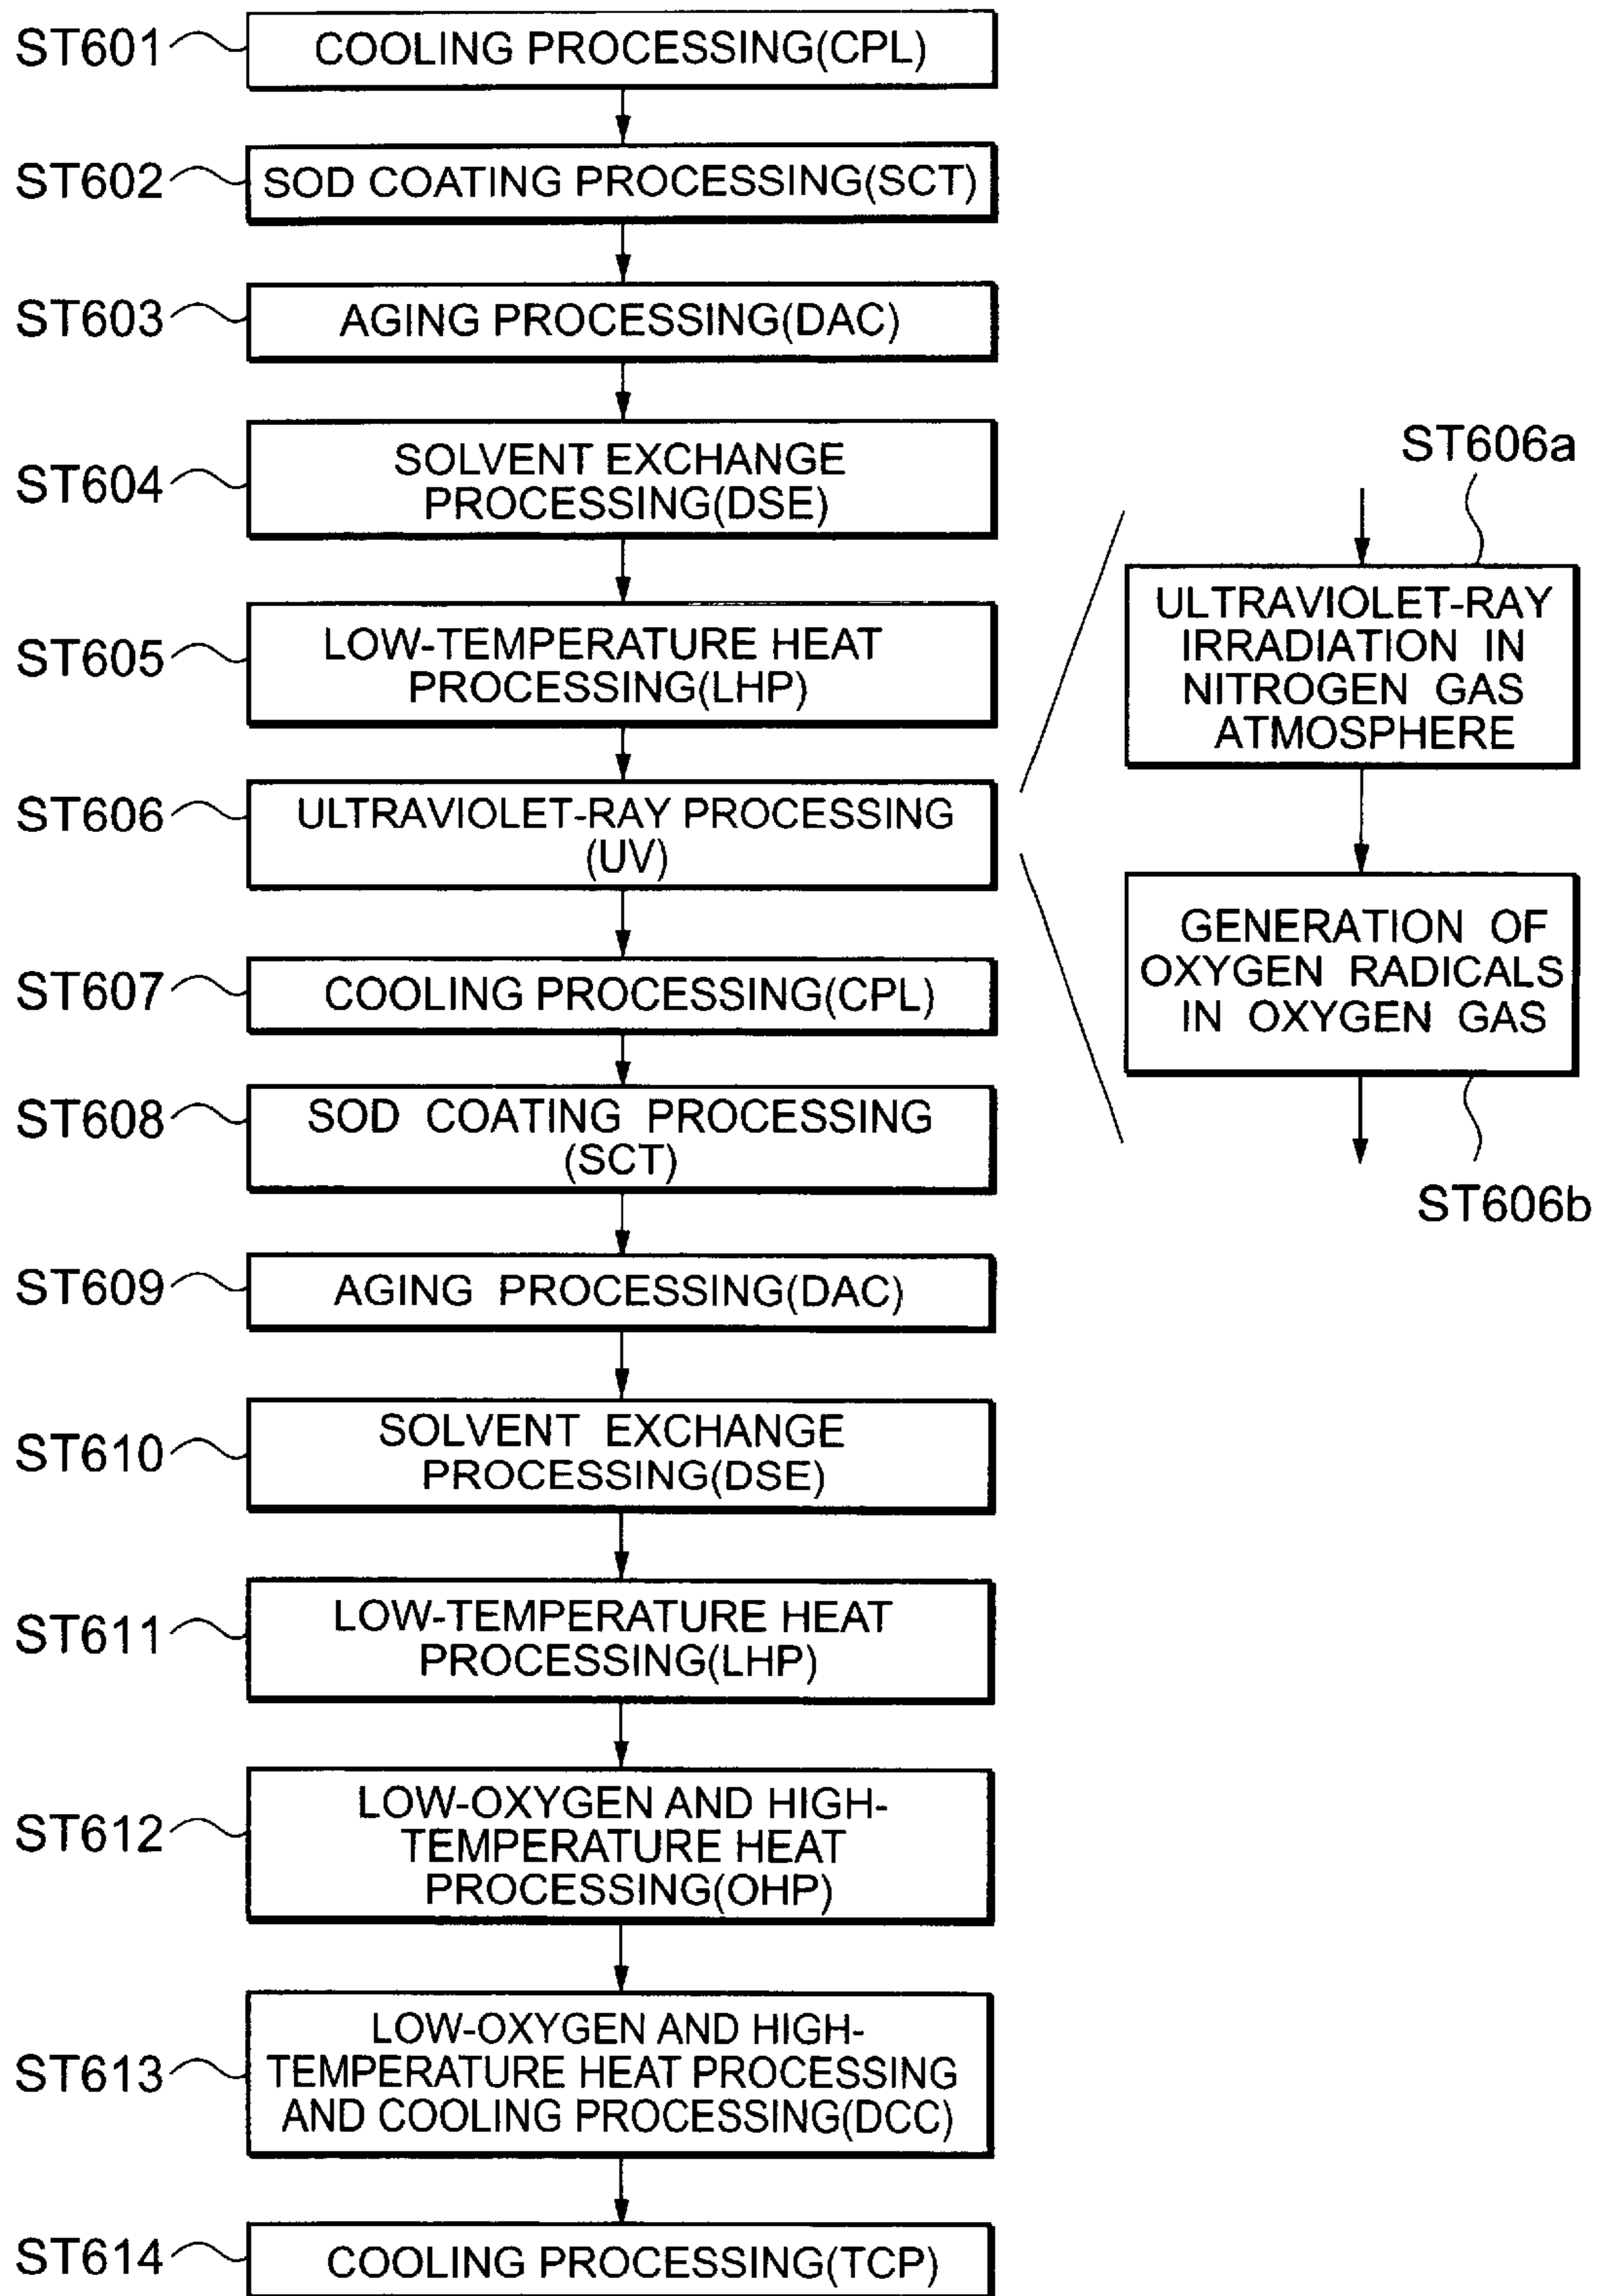 ST601
COOLING PROCESSING(CPL)
ST602
SOD COATING PROCESSING(SCT)
ST603
AGING PROCESSING(DAC)
ST604
SOLVENT EXCHANGE
PROCESSING(DSE)
ST605
LOW-TEMPERATURE HEAT
PROCESSING(LHP)
ST606
ULTRAVIOLET-RAY PROCESSING
(UV)
ST606a
ULTRAVIOLET-RAY
IRRADIATION IN
NITROGEN GAS
ATMOSPHERE
GENERATION OF
OXYGEN RADICALS
IN OXYGEN GAS
ST606b
ST607
COOLING PROCESSING(CPL)
ST608
SOD COATING PROCESSING
(SCT)
ST609
AGING PROCESSING(DAC)
ST610
SOLVENT EXCHANGE
PROCESSING(DSE)
ST611
LOW-TEMPERATURE HEAT
PROCESSING(LHP)
ST612
LOW-OXYGEN AND HIGH-
TEMPERATURE HEAT
PROCESSING(OHP)
ST613
LOW-OXYGEN AND HIGH-
TEMPERATURE HEAT PROCESSING
AND COOLING PROCESSING(DCC)
ST614
COOLING PROCESSING(TCP)